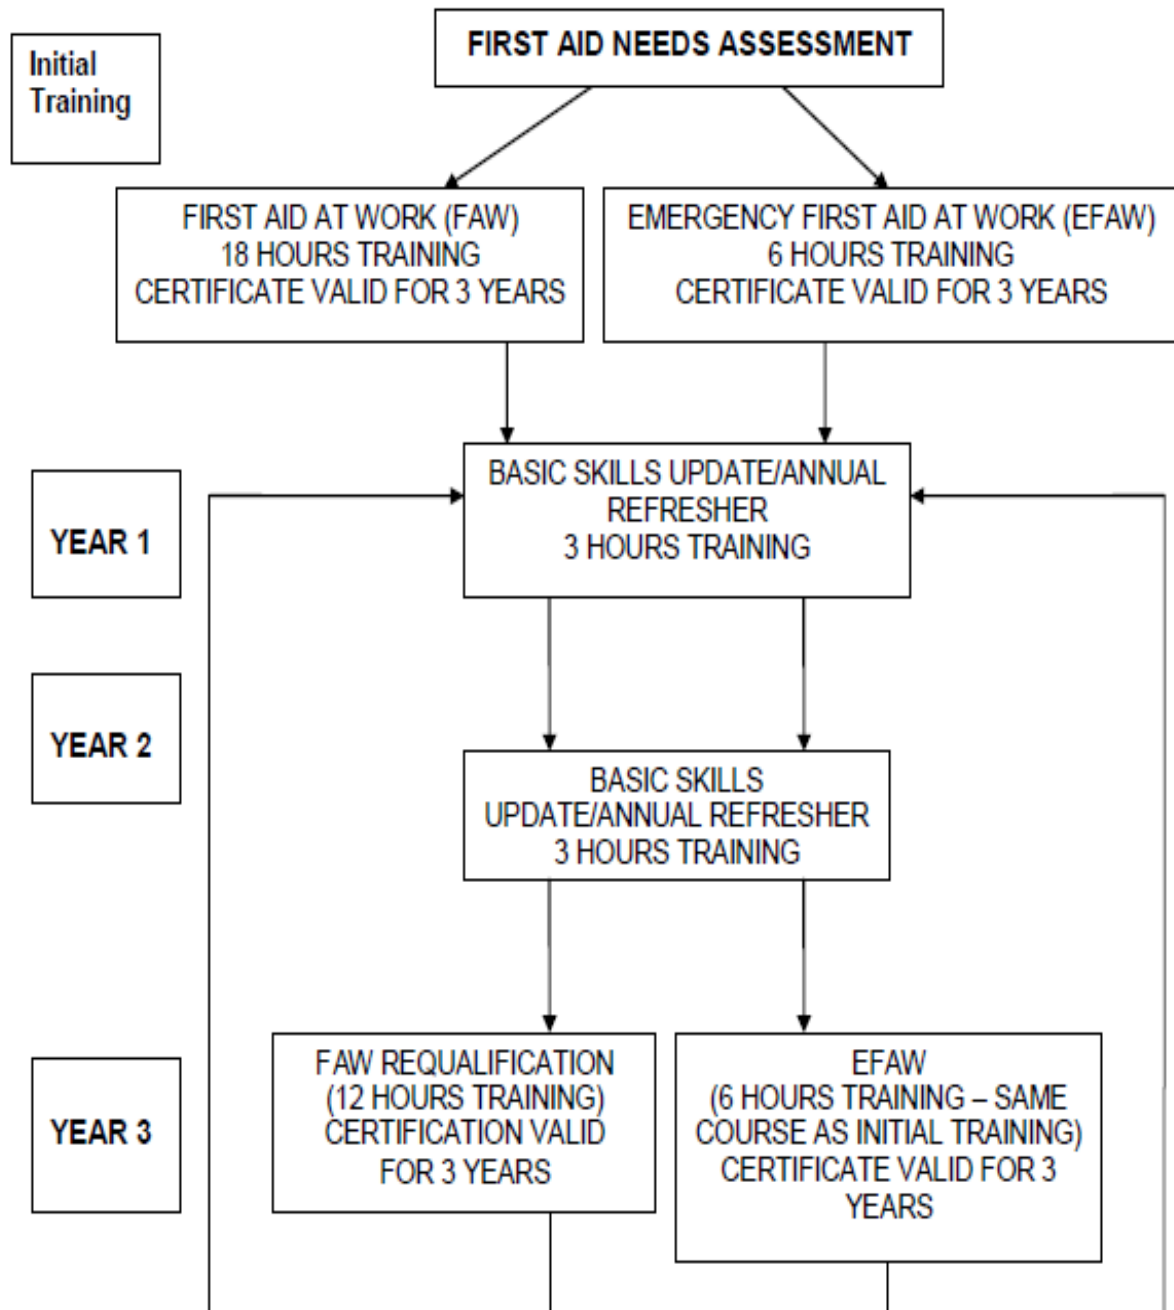 FIRST AID NEEDS ASSESSMENT
Initial
Training
FIRST AID AT WORK (FAW)
18 HOURS TRAINING
CERTIFICATE VALID FOR 3 YEARS
EMERGENCY FIRST AID AT WORK (EFAW)
6 HOURS TRAINING
CERTIFICATE VALID FOR 3 YEARS
YEAR 1
BASIC SKILLS UPDATE/ANNUAL
REFRESHER
3 HOURS TRAINING
YEAR 2
BASIC SKILLS
UPDATE/ANNUAL REFRESHER
3 HOURS TRAINING
YEAR 3
FAW REQUALIFICATION
(12 HOURS TRAINING)
CERTIFICATION VALID
FOR 3 YEARS
EFAW
(6 HOURS TRAINING – SAME
COURSE AS INITIAL TRAINING)
CERTIFICATE VALID FOR 3
YEARS